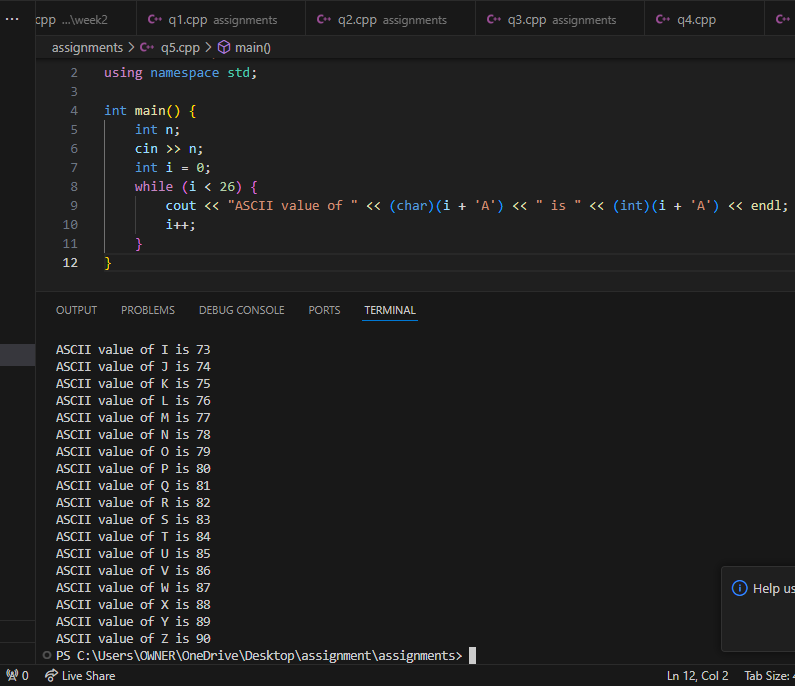 ... cpp ...\week2 q1.cpp assignments q2.cpp assignments q3.cpp assignments q4.cpp
assignments > q5.cpp > main()
2 using namespace std;
3
4 int main() {
5 int n;
6 cin >> n;
7 int i = 0;
8 while (i < 26) {
9 cout << "ASCII value of " << (char)(i + 'A') << " is " << (int)(i + 'A') << endl;
10 i++;
11 }
12 }
OUTPUT PROBLEMS DEBUG CONSOLE PORTS TERMINAL
ASCII value of I is 73
ASCII value of J is 74
ASCII value of K is 75
ASCII value of L is 76
ASCII value of M is 77
ASCII value of N is 78
ASCII value of O is 79
ASCII value of P is 80
ASCII value of Q is 81
ASCII value of R is 82
ASCII value of S is 83
ASCII value of T is 84
ASCII value of U is 85
ASCII value of V is 86
ASCII value of W is 87
ASCII value of X is 88
ASCII value of Y is 89
ASCII value of Z is 90
Help us
PS C:\Users\OWNER\OneDrive\Desktop\assignment\assignments>
0 Live Share Ln 12, Col 2 Tab Size: